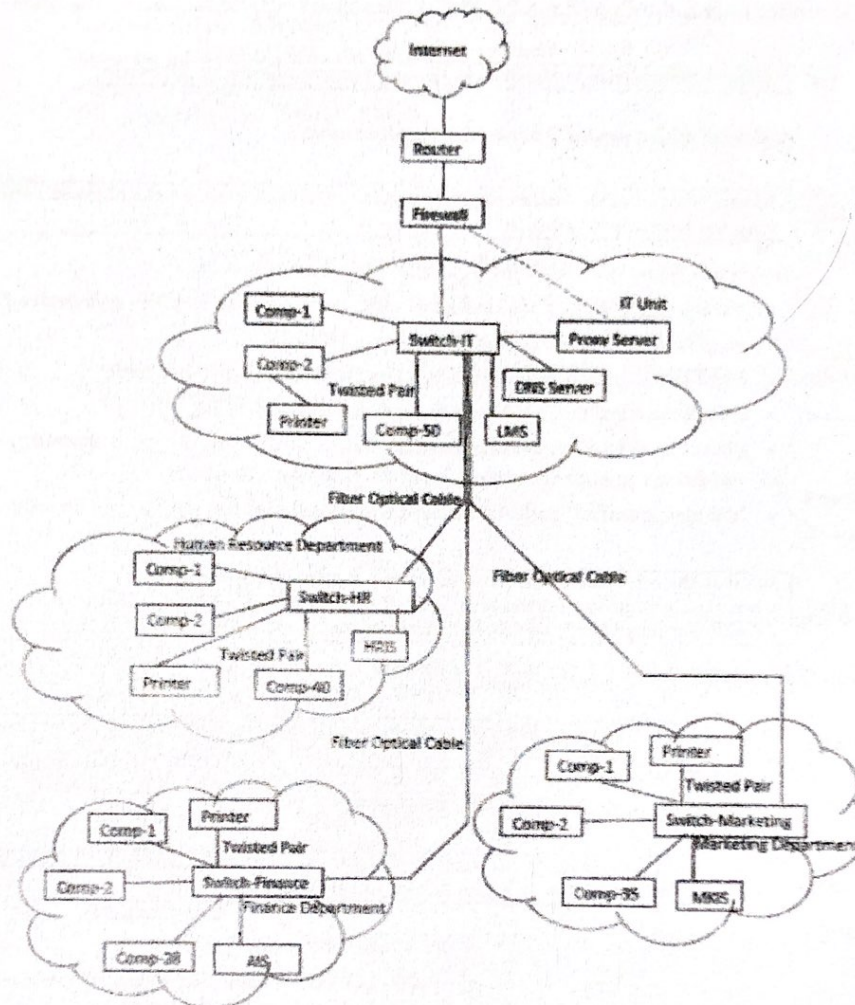 Internet
Router
Firewall
IT Unit
Comp-1
Switch-IT
Proxy Server
Comp-2
DNS Server
Twisted Pair
Printer
Comp-50
LMS
Fiber Optical Cable
Human Resource Department
Comp-1
Fiber Optical Cable
Switch-HR
Comp-2
HRIS
Twisted Pair
Printer
Comp-40
Fiber Optical Cable
Printer
Comp-1
Twisted Pair
Comp-2
Switch-Marketing
Marketing Department
Comp-35
MKIS
Printer
Comp-1
Twisted Pair
Comp-2
Switch-Finance
Finance Department
Comp-28
AIS